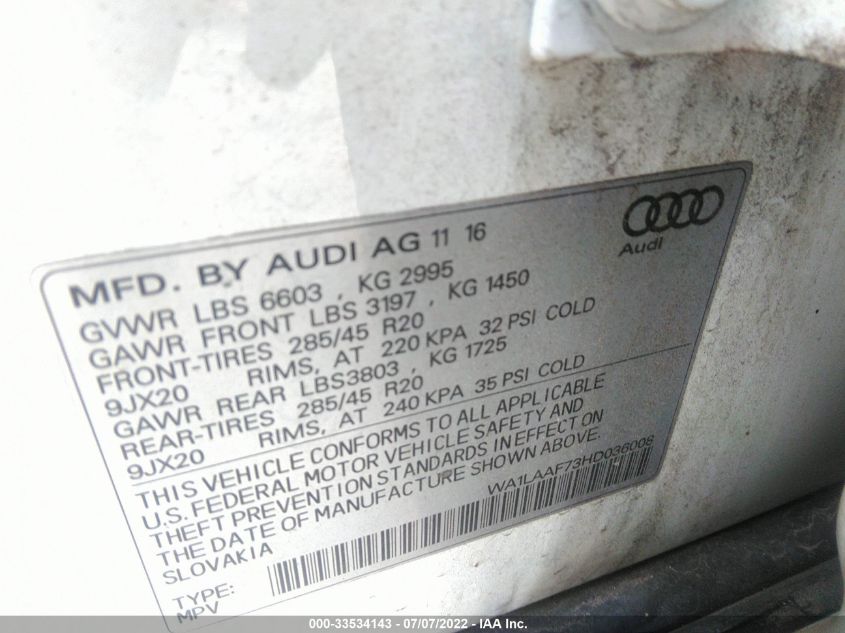 MFD. BY AUDI AG 11 16
Audi
GVWR LBS 6603 , KG 2995
GAWR FRONT LBS 3197 , KG 1450
FRONT-TIRES 285/45 R20
9JX20 RIMS, AT 220 KPA 32 PSI COLD
GAWR REAR LBS3803 , KG 1725
REAR-TIRES 285/45 R20
9JX20 RIMS, AT 240 KPA 35 PSI COLD
THIS VEHICLE CONFORMS TO ALL APPLICABLE
U.S. FEDERAL MOTOR VEHICLE SAFETY AND
THEFT PREVENTION STANDARDS IN EFFECT ON
THE DATE OF MANUFACTURE SHOWN ABOVE.
SLOVAKIA WA1LAAF73HD036008
TYPE:
MPV
000-33534143 - 07/07/2022 - IAA Inc.